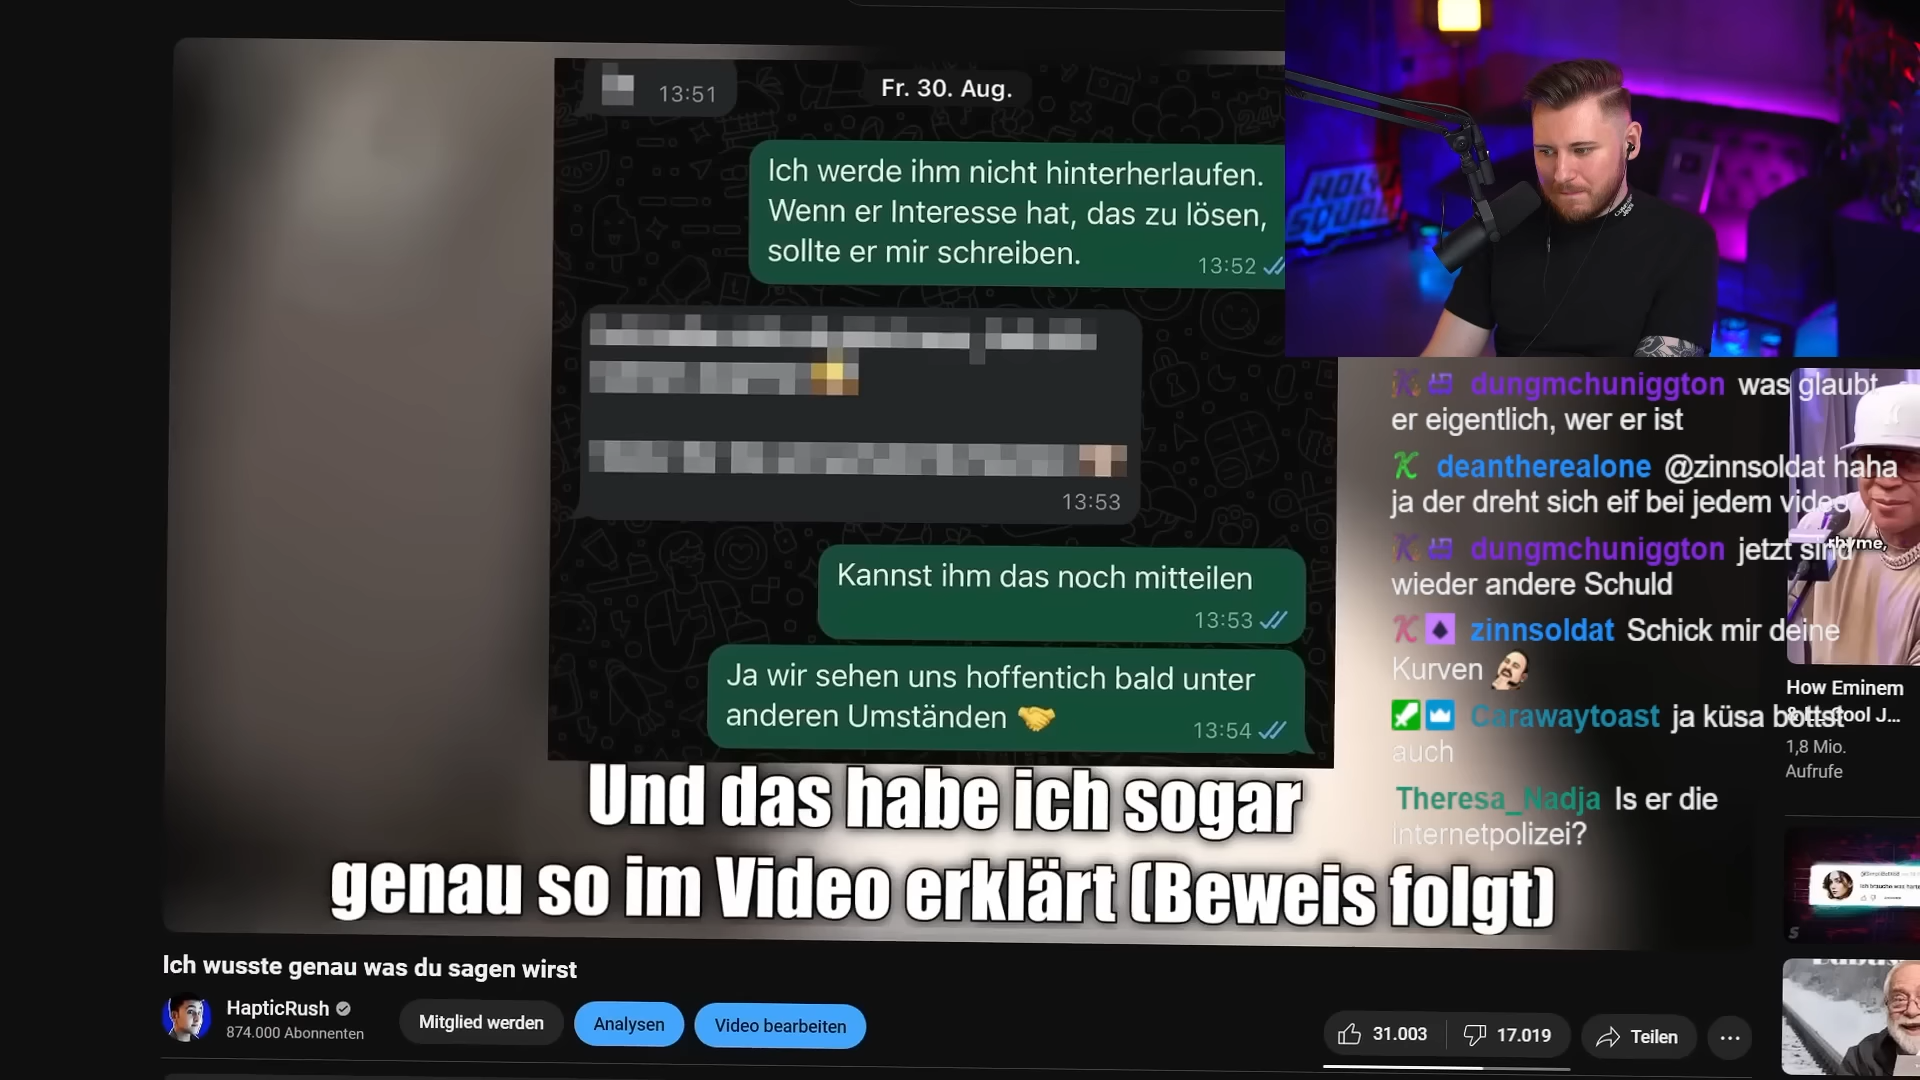 13:51
Fr. 30. Aug.
Ich werde ihm nicht hinterherlaufen.
Wenn er Interesse hat, das zu lösen,
sollte er mir schreiben.
13:52
13:53
Kannst ihm das noch mitteilen
13:53
Ja wir sehen uns hoffentich bald unter
anderen Umständen 🤝
13:54
Und das habe ich sogar
genau so im Video erklärt (Beweis folgt)
HOLY
SQUAD
dungmchuniggton was glaubt
er eigentlich, wer er ist
deantherealone @zinnsoldat haha
ja der dreht sich eif bei jedem video
dungmchuniggton jetzt sind
wieder andere Schuld
zinnsoldat Schick mir deine
Kurven
Carawaytoast ja küsa bottst
auch
Theresa_Nadja Is er die
Internetpolizei?
rhyme,
How Eminem
& LL Cool J...
1,8 Mio.
Aufrufe
Ich wusste genau was du sagen wirst
HapticRush
874.000 Abonnenten
Mitglied werden
Analysen
Video bearbeiten
31.003
17.019
Teilen